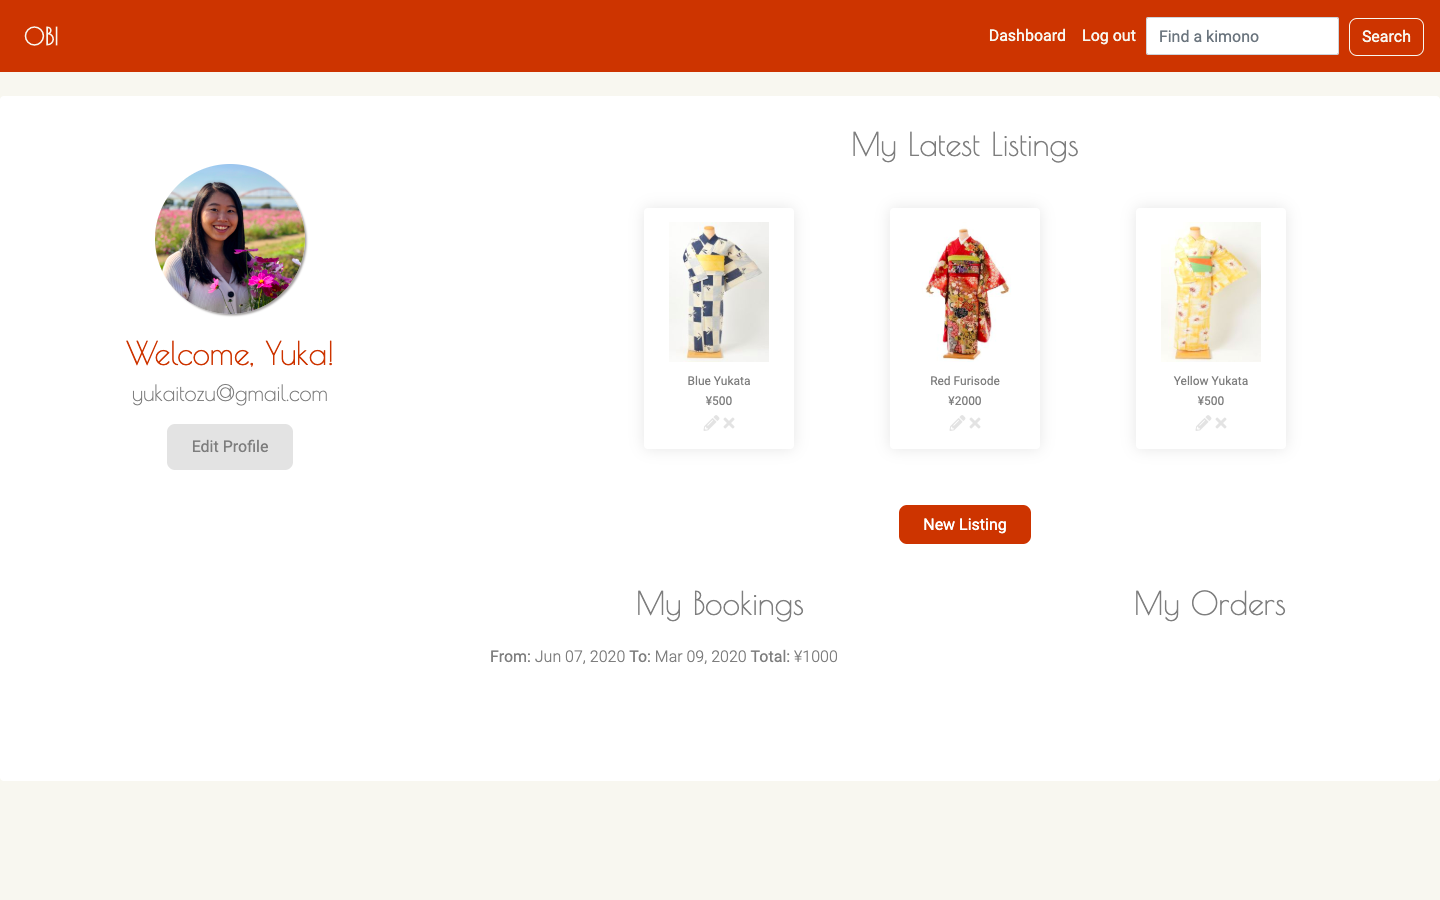 OBI
Dashboard
Log out
Find a kimono
Search
Welcome, Yuka!
yukaitozu@gmail.com
Edit Profile
My Latest Listings
Blue Yukata
¥500
Red Furisode
¥2000
Yellow Yukata
¥500
New Listing
My Bookings
From: Jun 07, 2020 To: Mar 09, 2020 Total: ¥1000
My Orders